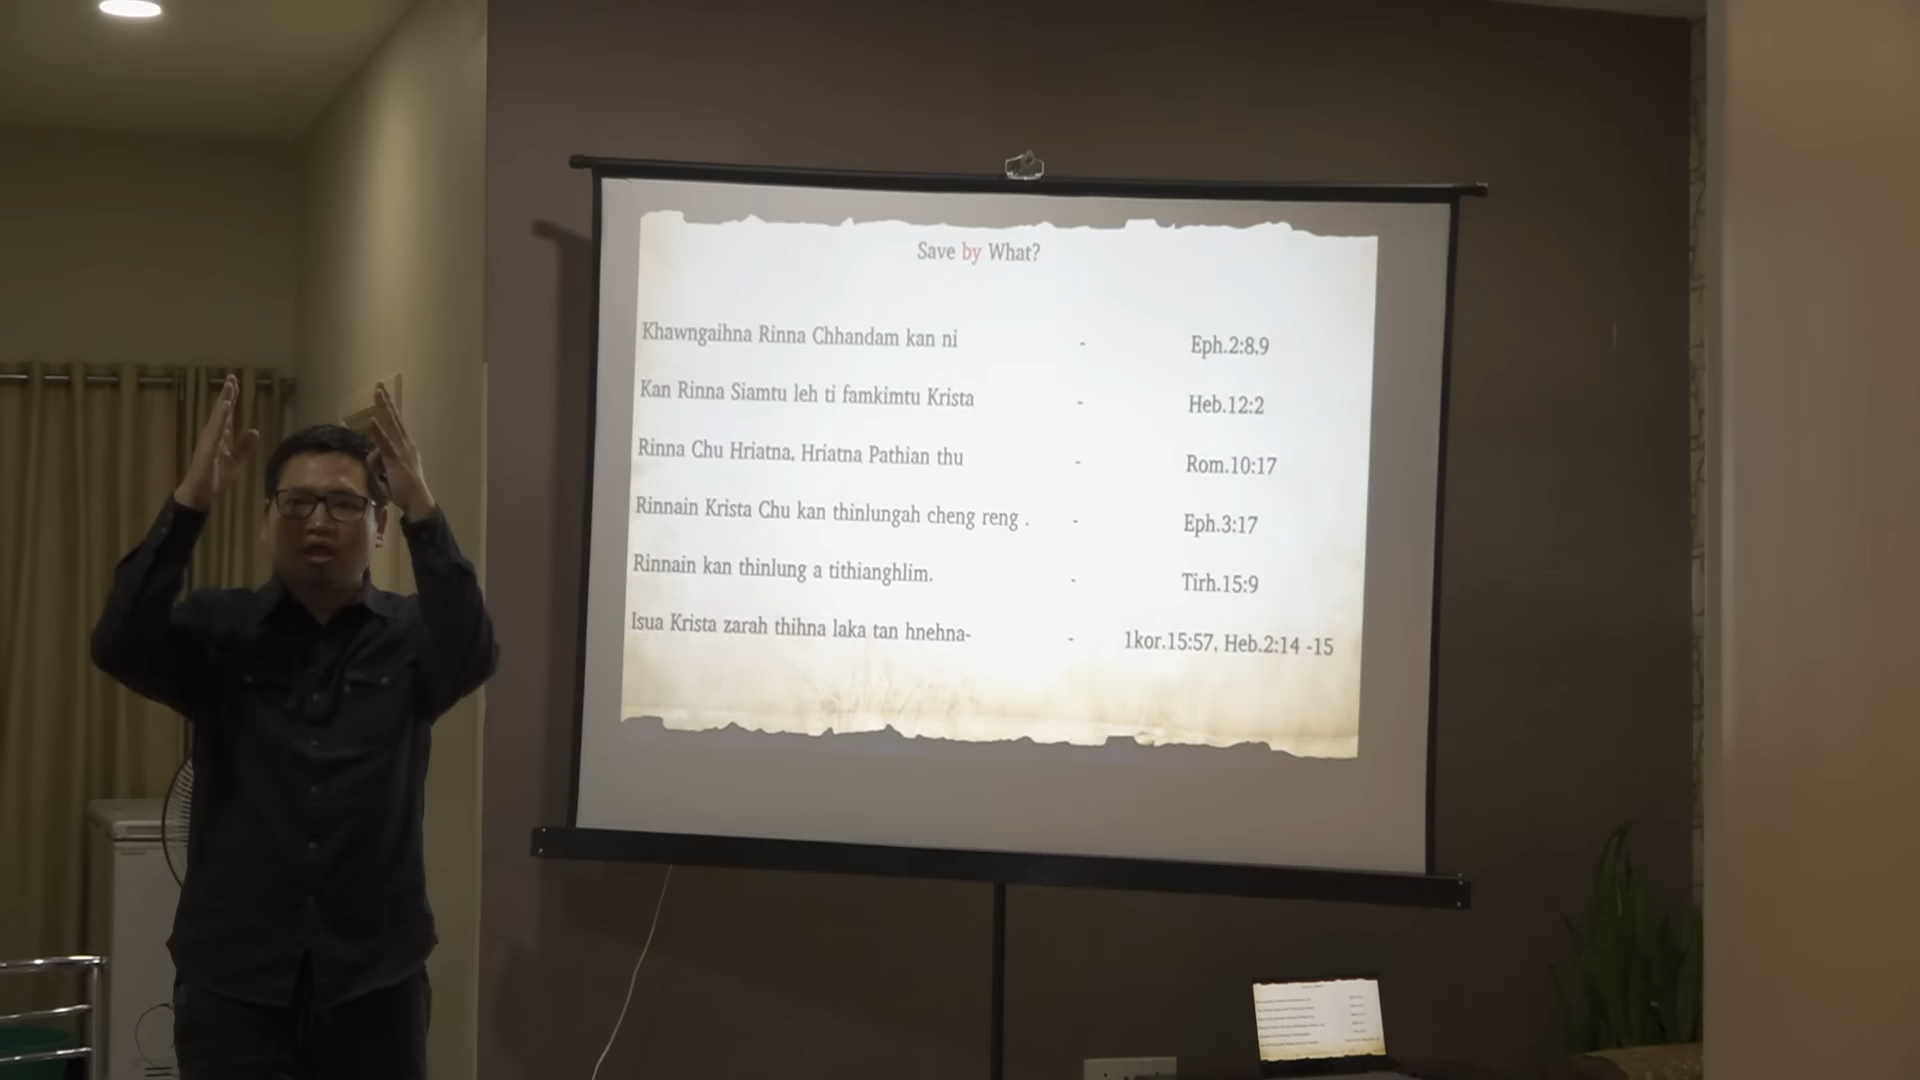 Save by What?
Khawngaihna Rinna Chhandam kan ni - Eph.2:8,9
Kan Rinna Siamtu leh ti famkimtu Krista - Heb.12:2
Rinna Chu Hriatna, Hriatna Pathian thu - Rom.10:17
Rinnain Krista Chu kan thinlungah cheng reng . - Eph.3:17
Rinnain kan thinlung a tithianghlim. - Tirh.15:9
Isua Krista zarah thihna laka tan hnehna- - 1kor.15:57, Heb.2:14 -15